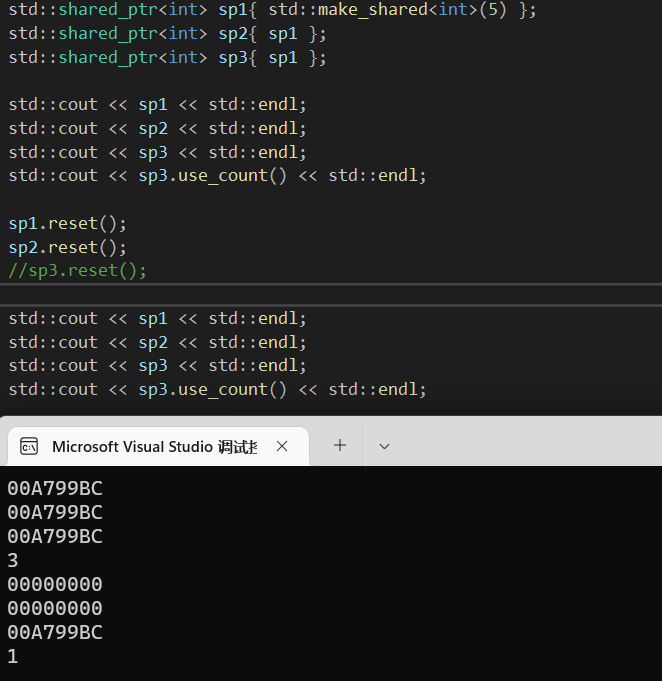 std::shared_ptr<int> sp1{ std::make_shared<int>(5) };
std::shared_ptr<int> sp2{ sp1 };
std::shared_ptr<int> sp3{ sp1 };
std::cout << sp1 << std::endl;
std::cout << sp2 << std::endl;
std::cout << sp3 << std::endl;
std::cout << sp3.use_count() << std::endl;
sp1.reset();
sp2.reset();
//sp3.reset();
std::cout << sp1 << std::endl;
std::cout << sp2 << std::endl;
std::cout << sp3 << std::endl;
std::cout << sp3.use_count() << std::endl;
Microsoft Visual Studio 调试
00A799BC
00A799BC
00A799BC
3
00000000
00000000
00A799BC
1